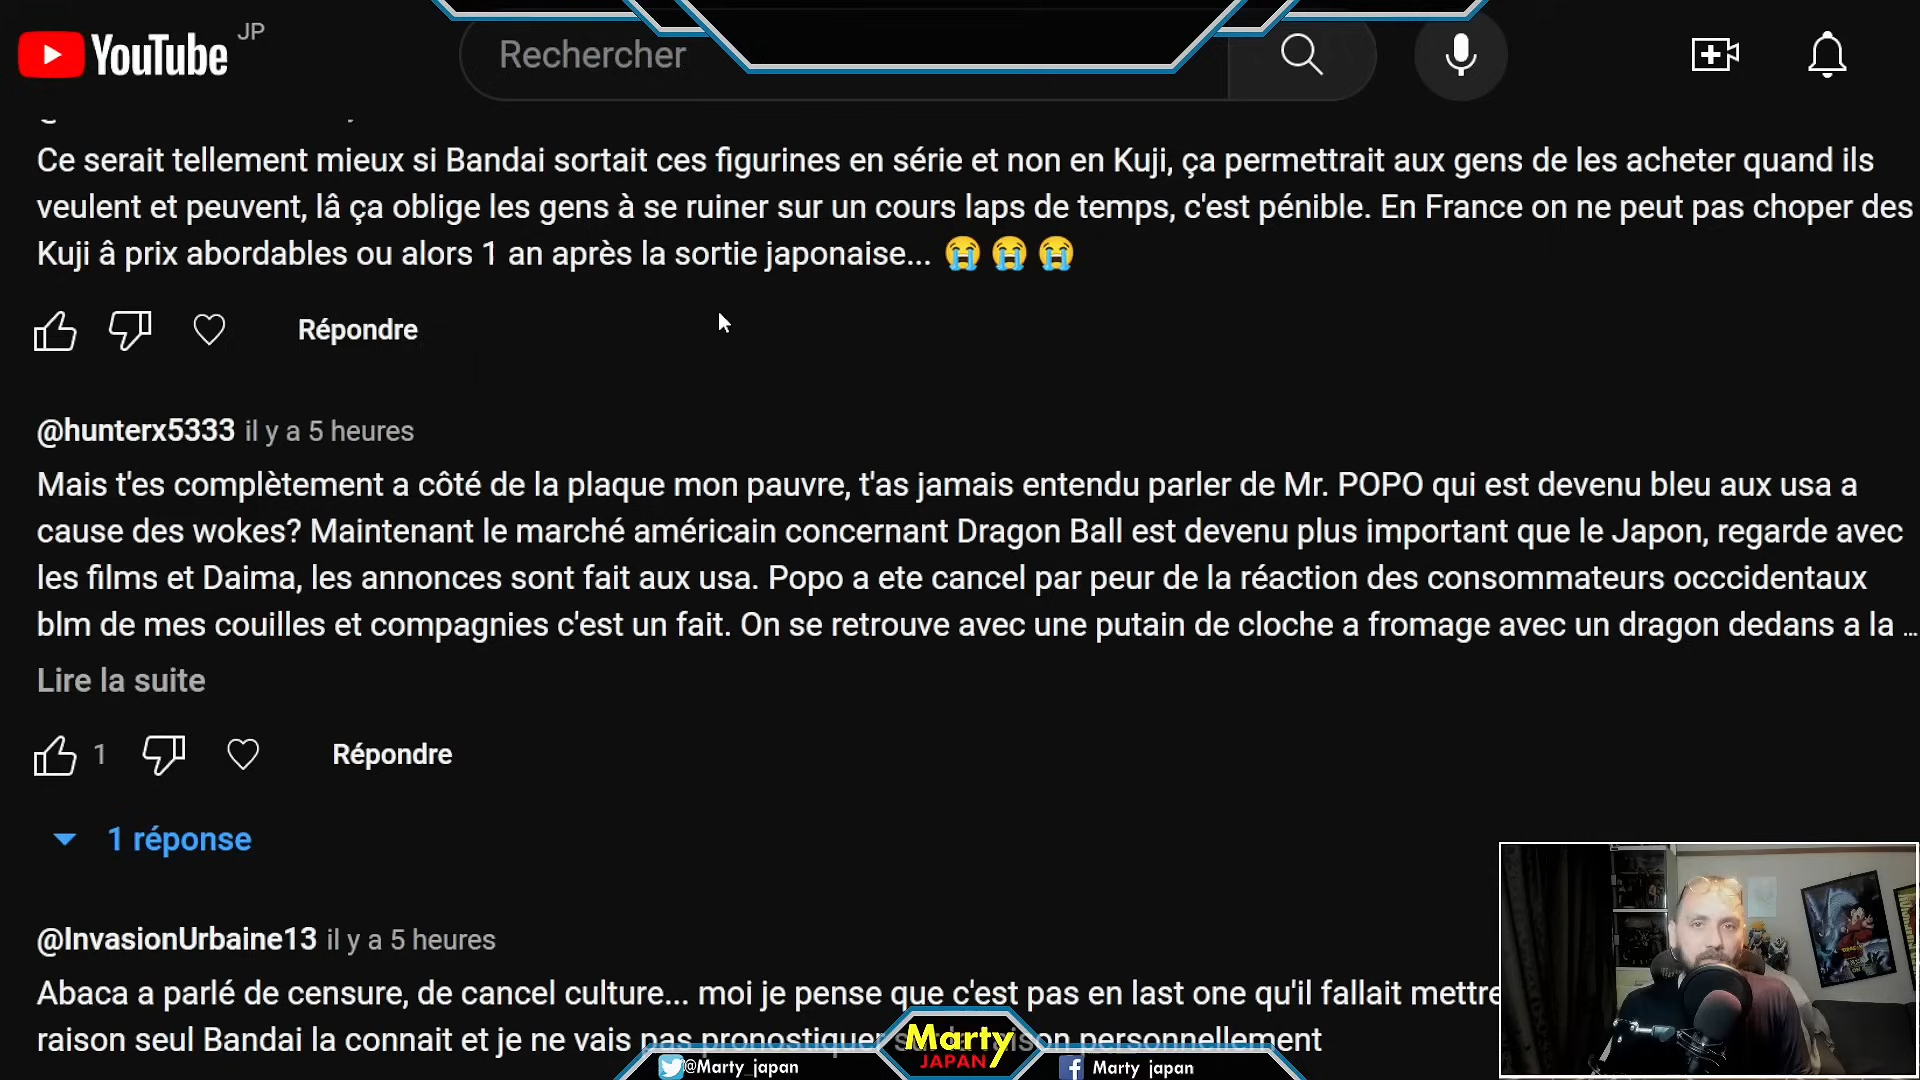 YouTube JP
Rechercher
Ce serait tellement mieux si Bandai sortait ces figurines en série et non en Kuji, ça permettrait aux gens de les acheter quand ils
veulent et peuvent, lâ ça oblige les gens à se ruiner sur un cours laps de temps, c'est pénible. En France on ne peut pas choper des
Kuji â prix abordables ou alors 1 an après la sortie japonaise... 😭 😭 😭
Répondre
@hunterx5333 il y a 5 heures
Mais t'es complètement a côté de la plaque mon pauvre, t'as jamais entendu parler de Mr. POPO qui est devenu bleu aux usa a
cause des wokes? Maintenant le marché américain concernant Dragon Ball est devenu plus important que le Japon, regarde avec
les films et Daima, les annonces sont fait aux usa. Popo a ete cancel par peur de la réaction des consommateurs occcidentaux
blm de mes couilles et compagnies c'est un fait. On se retrouve avec une putain de cloche a fromage avec un dragon dedans a la ...
Lire la suite
1 Répondre
1 réponse
@InvasionUrbaine13 il y a 5 heures
Abaca a parlé de censure, de cancel culture... moi je pense que c'est pas en last one qu'il fallait mettre
raison seul Bandai la connait et je ne vais pas pronostiquer personnellement
Marty
JAPAN
@Marty_japan
Marty japan